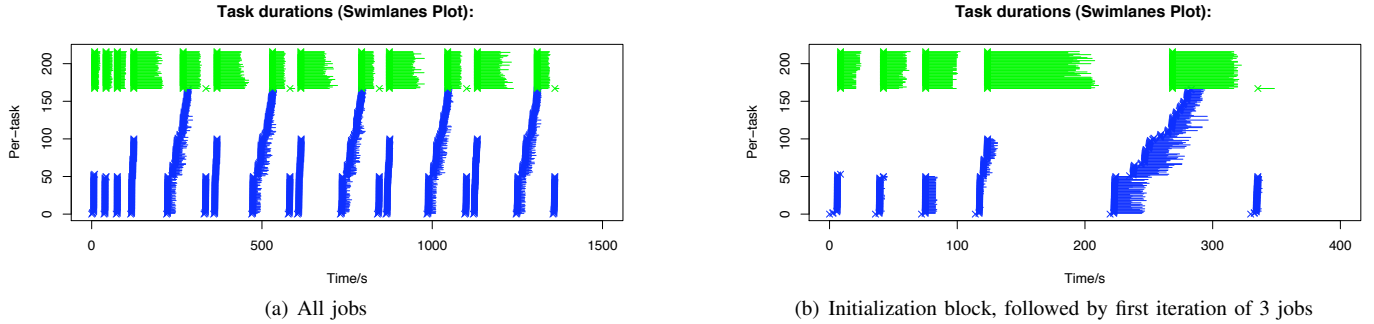 Task durations (Swimlanes Plot):
Per−task
0
50
100
150
200
0
500
1000
1500
Time/s
(a) All jobs
Task durations (Swimlanes Plot):
Per−task
0
50
100
150
200
0
100
200
300
400
Time/s
(b) Initialization block, followed by first iteration of 3 jobs